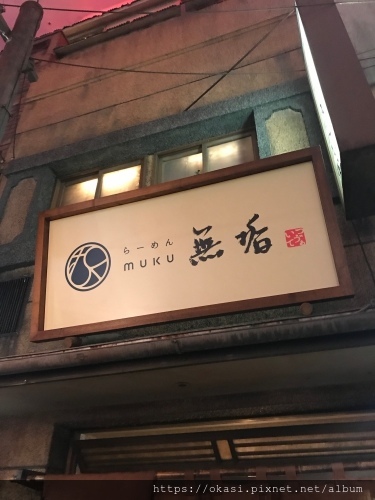 らーめん
MUKU
無垢
https://okasi.pixnet.net/album